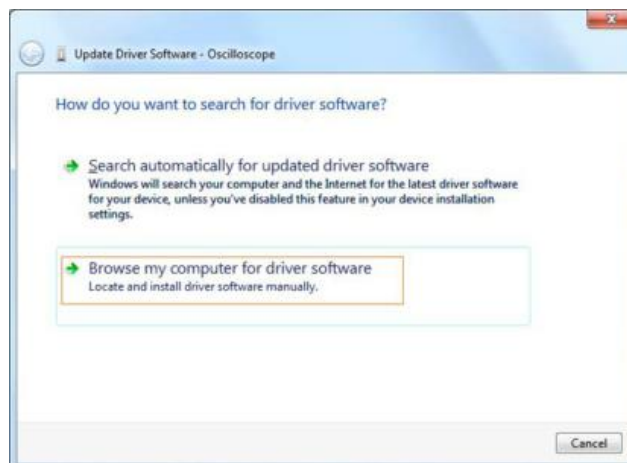 Update Driver Software - Oscilloscope
How do you want to search for driver software?
Search automatically for updated driver software
Windows will search your computer and the Internet for the latest driver software
for your device, unless you've disabled this feature in your device installation
settings.
Browse my computer for driver software
Locate and install driver software manually.
Cancel